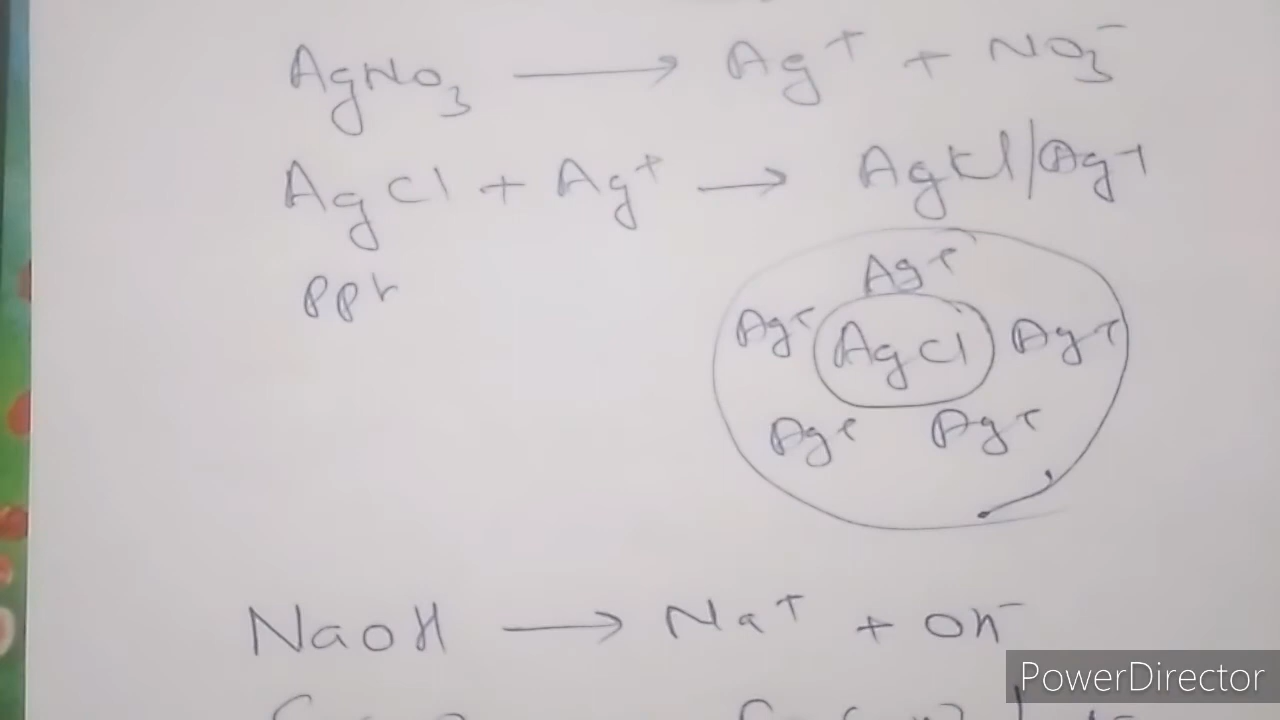 AgNO3 → Ag+ + NO3-
AgCl + Ag+ → AgCl/Ag+
ppt
Ag+
Ag+ AgCl Ag+
Ag+ Ag+
NaOH → Na+ + OH-
PowerDirector